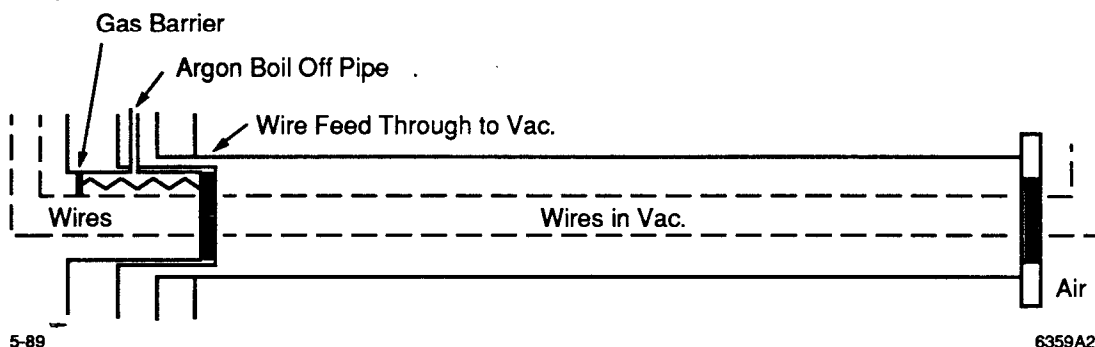 Gas Barrier
Argon Boil Off Pipe
Wire Feed Through to Vac.
Wires
Wires in Vac.
Air
5-89
6359A2